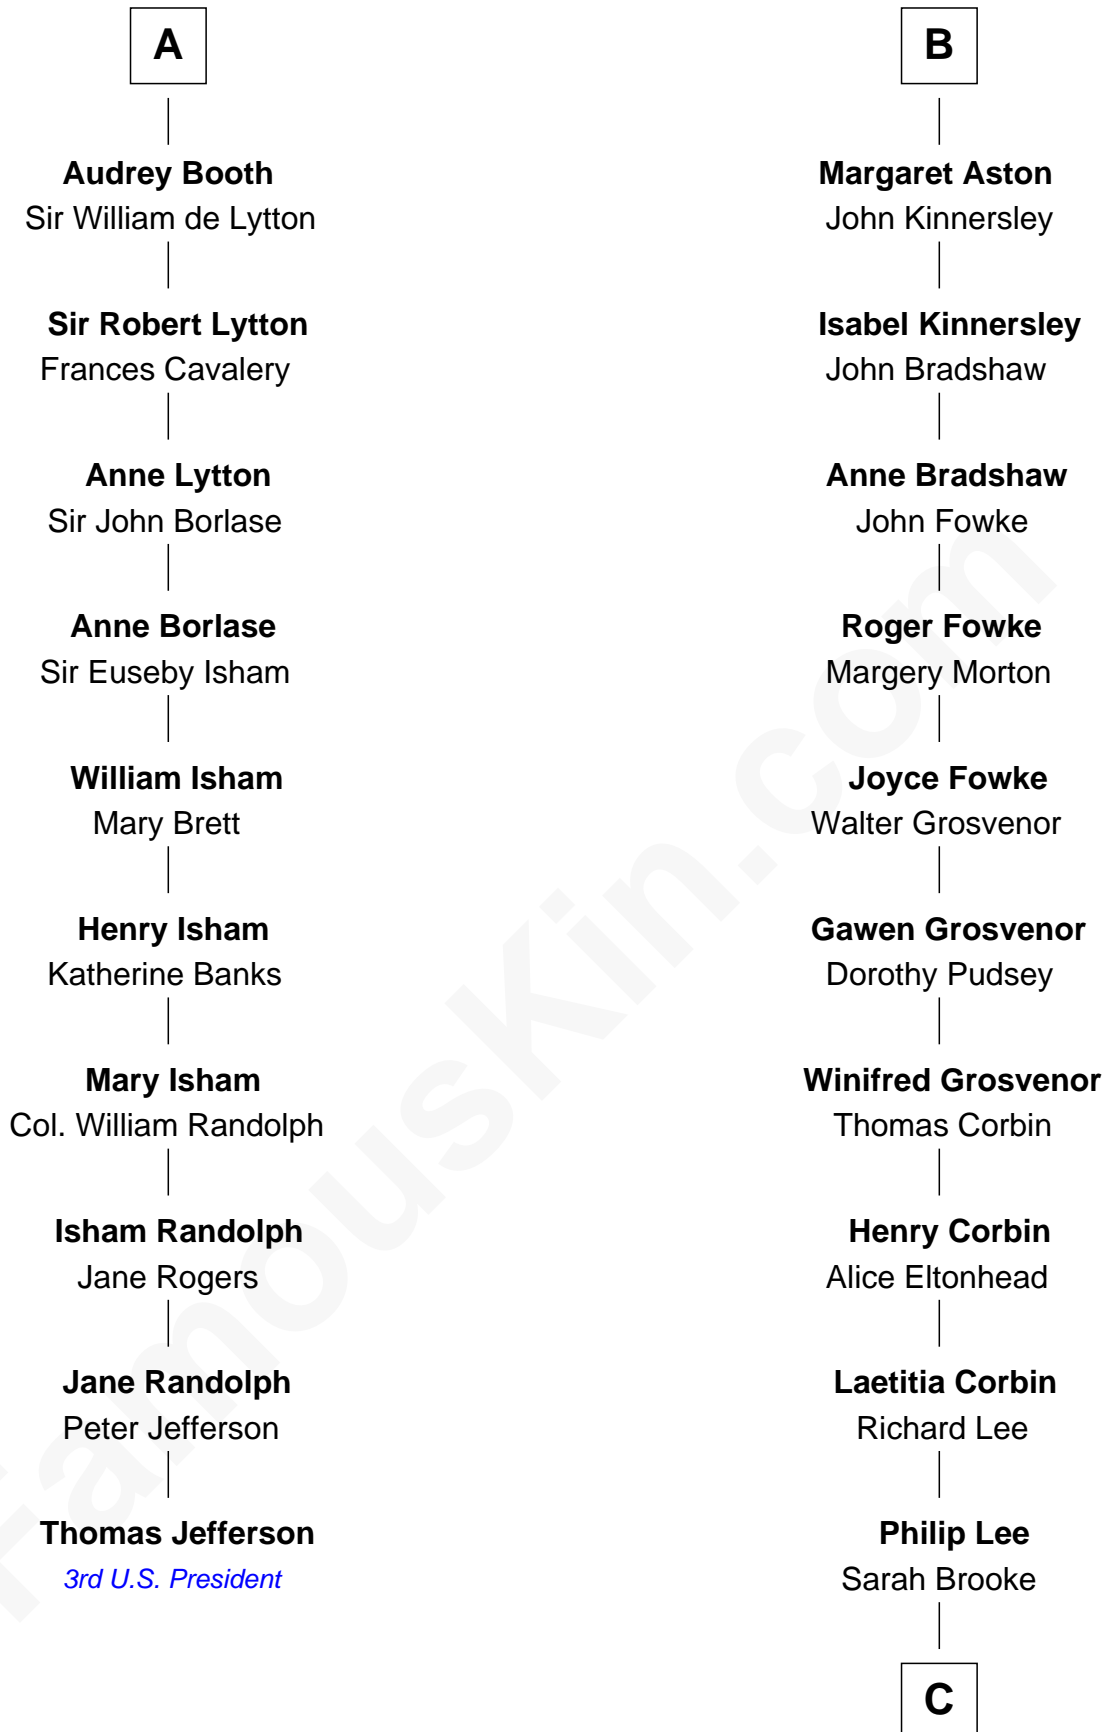 A
Audrey Booth
Sir William de Lytton
Sir Robert Lytton
Frances Cavalery
Anne Lytton
Sir John Borlase
Anne Borlase
Sir Euseby Isham
William Isham
Mary Brett
Henry Isham
Katherine Banks
Mary Isham
Col. William Randolph
Isham Randolph
Jane Rogers
Jane Randolph
Peter Jefferson
Thomas Jefferson
3rd U.S. President
B
Margaret Aston
John Kinnersley
Isabel Kinnersley
John Bradshaw
Anne Bradshaw
John Fowke
Roger Fowke
Margery Morton
Joyce Fowke
Walter Grosvenor
Gawen Grosvenor
Dorothy Pudsey
Winifred Grosvenor
Thomas Corbin
Henry Corbin
Alice Eltonhead
Laetitia Corbin
Richard Lee
Philip Lee
Sarah Brooke
C
FamousKin.com